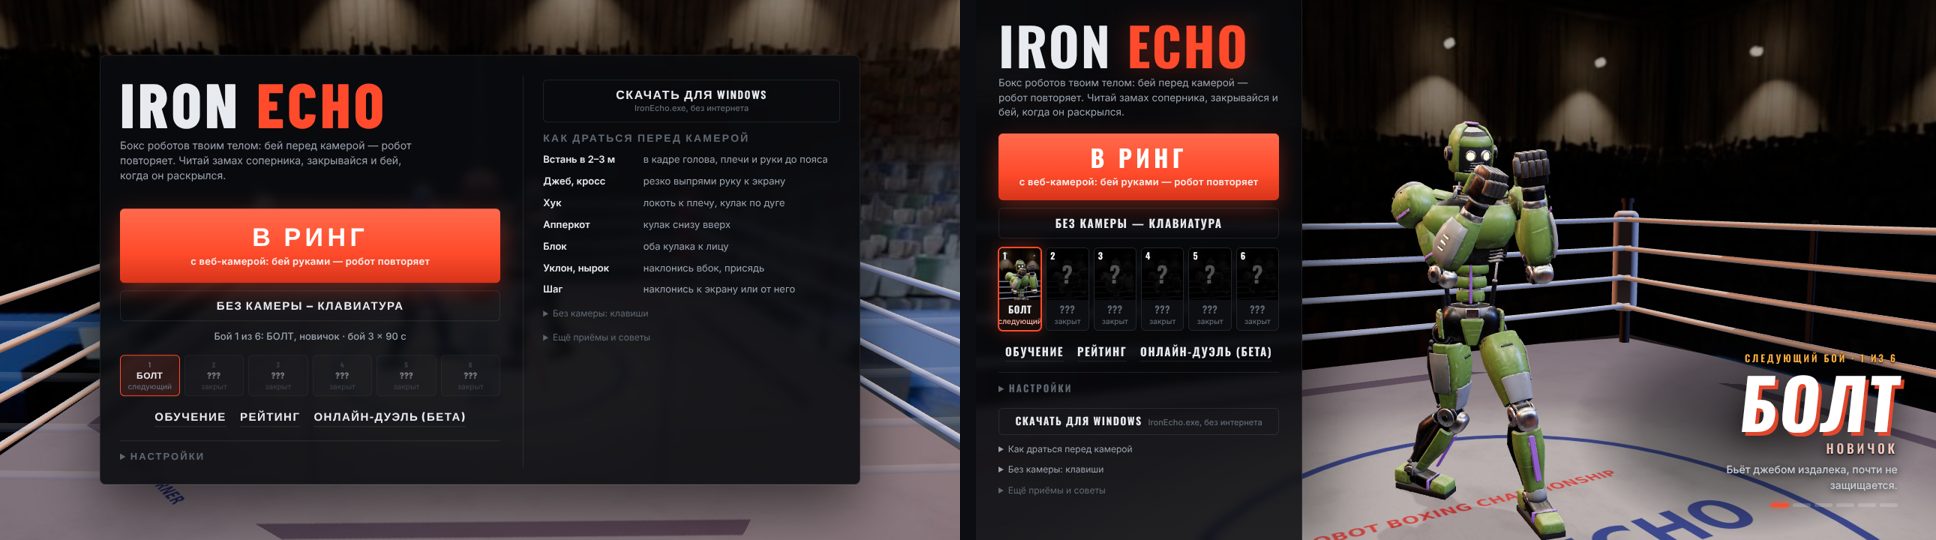 IRON ECHO
Бокс роботов твоим телом: бей перед камерой — робот
повторяет. Читай замах соперника, закрывайся и бей,
когда он раскрылся.
В РИНГ
с веб-камерой: бей руками — робот повторяет
БЕЗ КАМЕРЫ — КЛАВИАТУРА
Бой 1 из 6: БОЛТ, новичок · бой 3 × 90 с
1 2 3 4 5 6
БОЛТ ??? ??? ??? ??? ???
следующий закрыт закрыт закрыт закрыт закрыт
ОБУЧЕНИЕ РЕЙТИНГ ОНЛАЙН-ДУЭЛЬ (БЕТА)
▶ НАСТРОЙКИ
СКАЧАТЬ ДЛЯ WINDOWS
IronEcho.exe, без интернета
КАК ДРАТЬСЯ ПЕРЕД КАМЕРОЙ
Встань в 2–3 м в кадре голова, плечи и руки до пояса
Джеб, кросс резко выпрями руку к экрану
Хук локоть к плечу, кулак по дуге
Апперкот кулак снизу вверх
Блок оба кулака к лицу
Уклон, нырок наклонись вбок, присядь
Шаг наклонись к экрану или от него
▶ Без камеры: клавиши
▶ Ещё приёмы и советы
NER
IRON ECHO
Бокс роботов твоим телом: бей перед камерой —
робот повторяет. Читай замах соперника, закрывайся и
бей, когда он раскрылся.
В РИНГ
с веб-камерой: бей руками — робот повторяет
БЕЗ КАМЕРЫ — КЛАВИАТУРА
1 2 3 4 5 6
? ? ? ? ?
БОЛТ ??? ??? ??? ??? ???
следующий закрыт закрыт закрыт закрыт закрыт
ОБУЧЕНИЕ РЕЙТИНГ ОНЛАЙН-ДУЭЛЬ (БЕТА)
▶ НАСТРОЙКИ
СКАЧАТЬ ДЛЯ WINDOWS IronEcho.exe, без интернета
▶ Как драться перед камерой
▶ Без камеры: клавиши
▶ Ещё приёмы и советы
СЛЕДУЮЩИЙ БОЙ · 1 ИЗ 6
БОЛТ
НОВИЧОК
Бьёт джебом издалека, почти не
защищается.
BOXING
ECHO